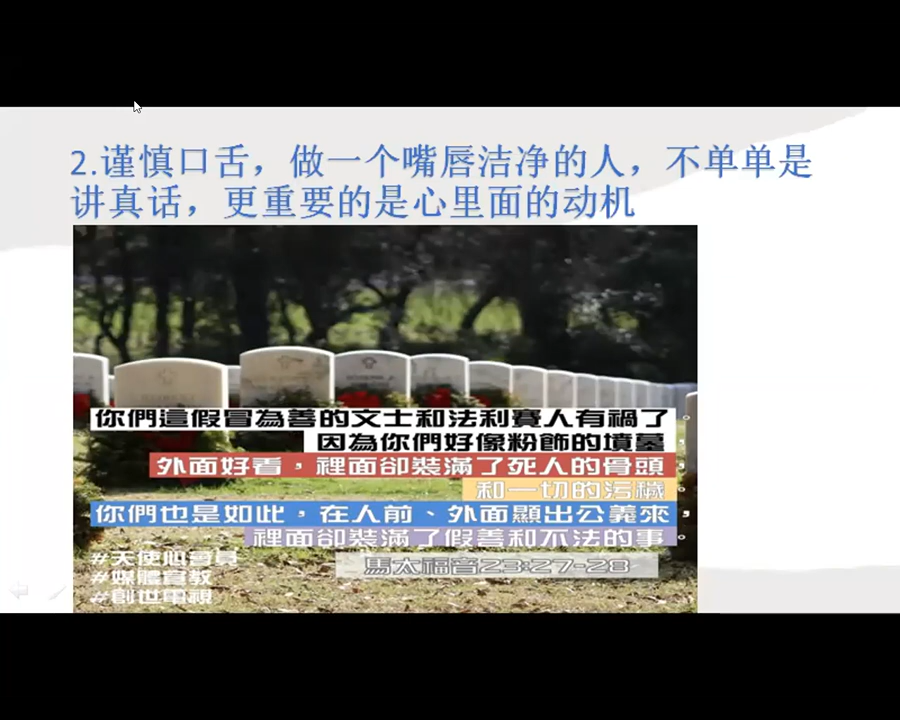 2.谨慎口舌，做一个嘴唇洁净的人，不单单是
讲真话，更重要的是心里面的动机
你們這假冒為善的文士和法利賽人有禍了。
因為你們好像粉飾的墳墓，
外面好看，裡面卻裝滿了死人的骨頭，
和一切的污穢。
你們也是如此，在人前、外面顯出公義來，
裡面卻裝滿了假善和不法的事。
馬太福音23:27-28
#天使心會員
#媒體宣教
#創世電視